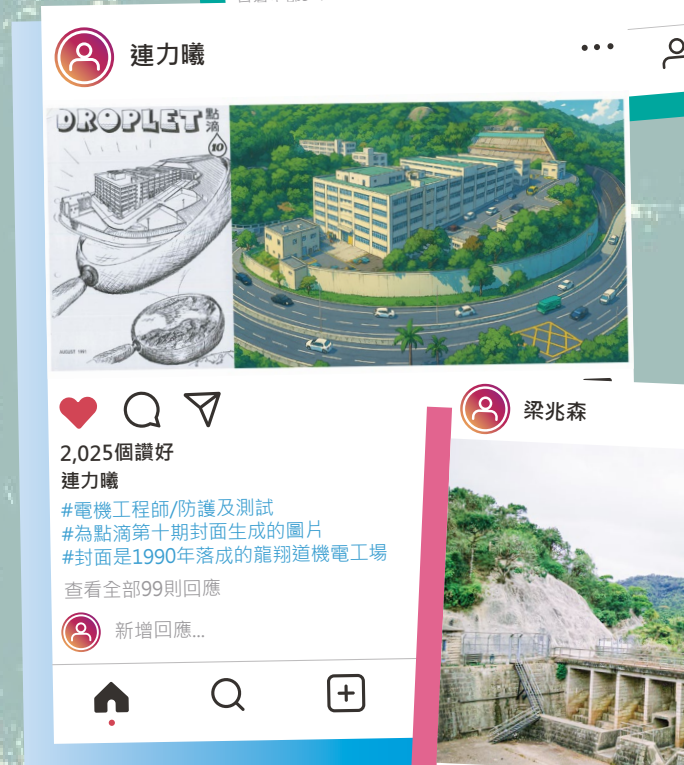 連力曦
DROPLET 點滴
10
AUGUST 1991
2,025個讚好
連力曦
#電機工程師/防護及測試
#為點滴第十期封面生成的圖片
#封面是1990年落成的龍翔道機電工場
查看全部99則回應
新增回應...
梁兆森